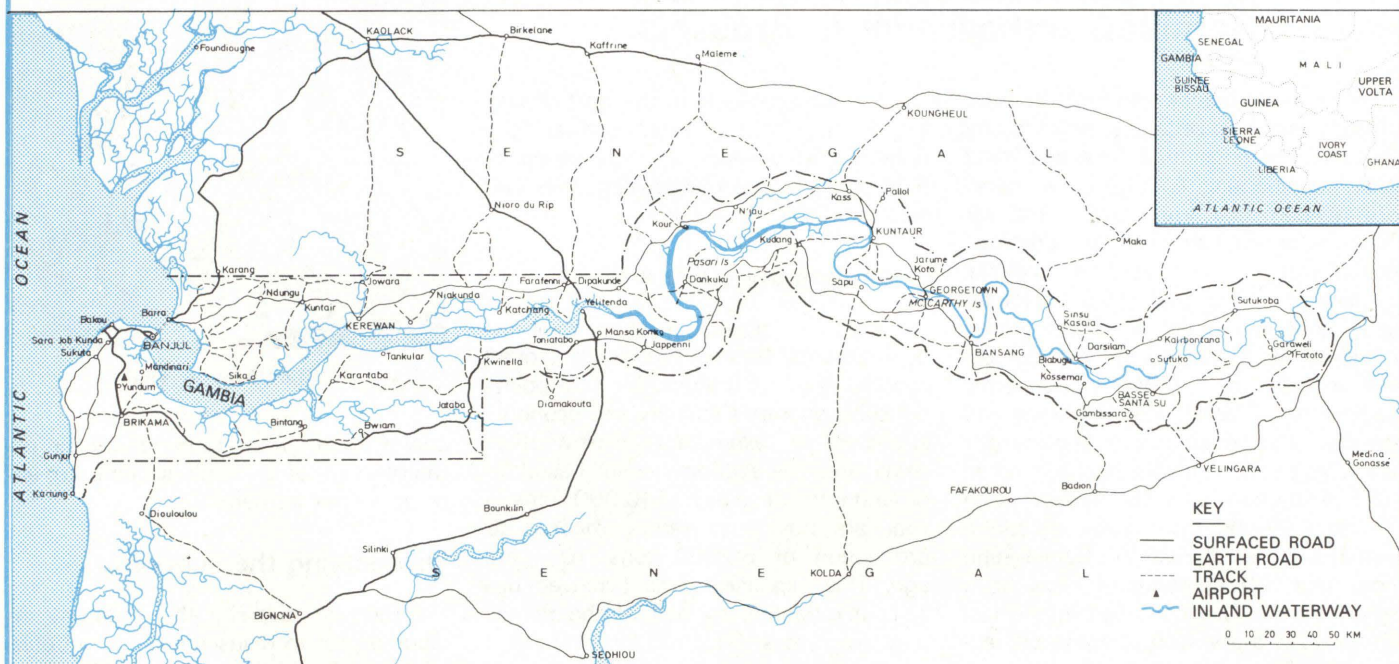 KAOLACK
Birkelane
Kaffrine
Maleme
Foundiougne
KOUNGHEUL
S E N E G A L
Nioro du Rip
N'jau
Kass
Pallol
Kour
KUNTAUR
Kudang
Maka
Pasari is
Karang
Jowara
Farafenni
Dipakunde
Dankuku
Sapu
Jarume
Koto
GEORGETOWN
MC CARTHY is
Ndungu
Kuntair
Niakunda
Katchang
Yelitenda
Sutukoba
Barra
KEREWAN
Bakau
BANJUL
Sara Job Kunda
Sukuta
Mandinari
Yundum
Tankular
Toniataba
Mansa Konko
Jappenni
Sinsu
Kasaia
Darsilam
Kairbontana
Sutuko
Garaweli
Fatoto
BANSANG
Biabugu
Kossemar
Kwinella
Sika
Karantaba
GAMBIA
BASSE
SANTA SU
Gambissara
Jataba
Diamakouta
BRIKAMA
Bintang
Bwiam
Gunjur
Kartung
VELINGARA
Medina
Gonasse
FAFAKOUROU
Badion
Diouloulou
Bounkilin
Silinki
S E N E G A L
KOLDA
BIGNONA
SEDHIOU
ATLANTIC OCEAN
MAURITANIA
SENEGAL
GAMBIA
MALI
GUINEE
BISSAU
UPPER
VOLTA
GUINEA
SIERRA
LEONE
IVORY
COAST
GHANA
LIBERIA
ATLANTIC OCEAN
KEY
SURFACED ROAD
EARTH ROAD
TRACK
AIRPORT
INLAND WATERWAY
0 10 20 30 40 50 KM